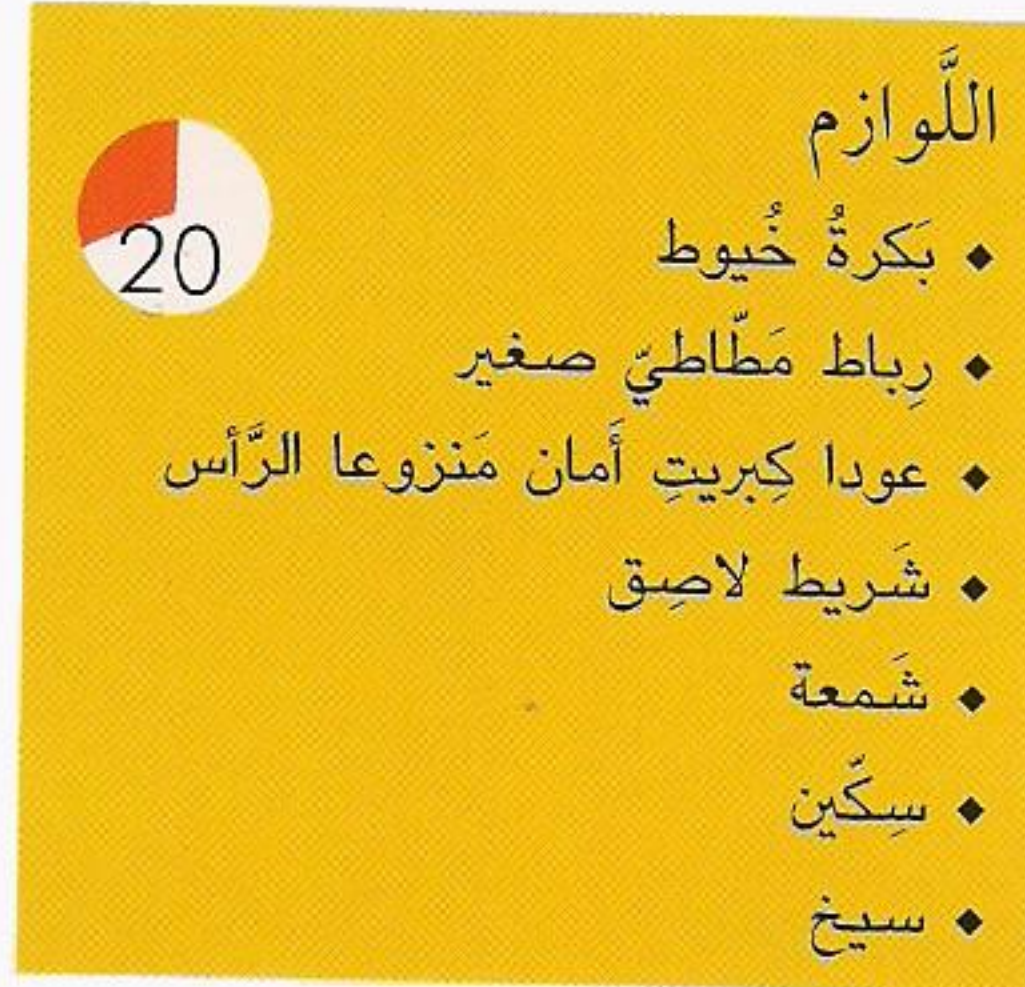 اللَّوازم
20
◆ بَكرةُ خُيوط
◆ رِباط مَطّاطيّ صغير
◆ عودا كِبريتِ أَمان مَنزوعا الرَّأس
◆ شَريط لاصِق
◆ شَمعة
◆ سِكّين
◆ سيخ